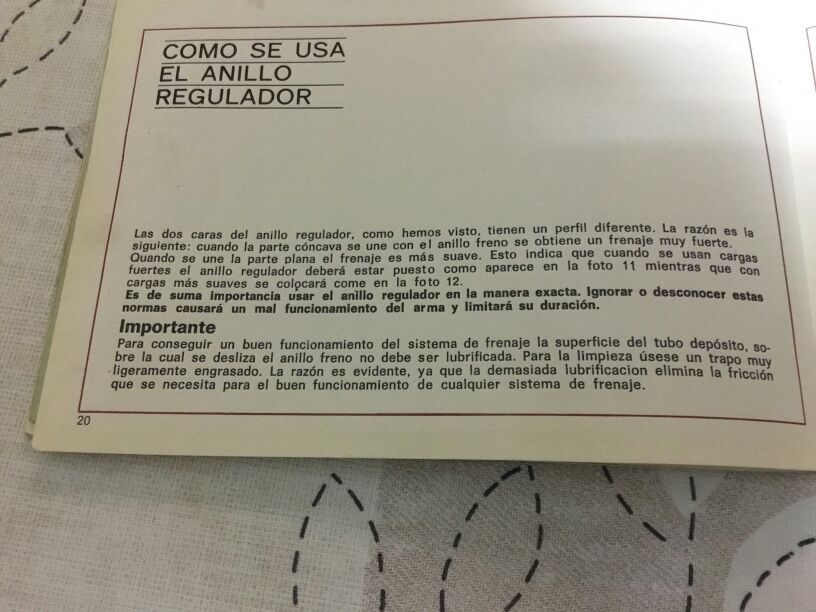 COMO SE USA
EL ANILLO
REGULADOR
Las dos caras del anillo regulador, como hemos visto, tienen un perfil diferente. La razón es la
siguiente: cuando la parte cóncava se une con el anillo freno se obtiene un frenaje muy fuerte.
Quando se une la parte plana el frenaje es más suave. Esto indica que cuando se usan cargas
fuertes el anillo regulador deberá estar puesto como aparece en la foto 11 mientras que con
cargas más suaves se colocará come en la foto 12.
Es de suma importancia usar el anillo regulador en la manera exacta. Ignorar o desconocer estas
normas causará un mal funcionamiento del arma y limitará su duración.
Importante
Para conseguir un buen funcionamiento del sistema de frenaje la superficie del tubo depósito, so-
bre la cual se desliza el anillo freno no debe ser lubrificada. Para la limpieza úsese un trapo muy
ligeramente engrasado. La razón es evidente, ya que la demasiada lubrificacion elimina la fricción
que se necesita para el buen funcionamiento de cualquier sistema de frenaje.
20